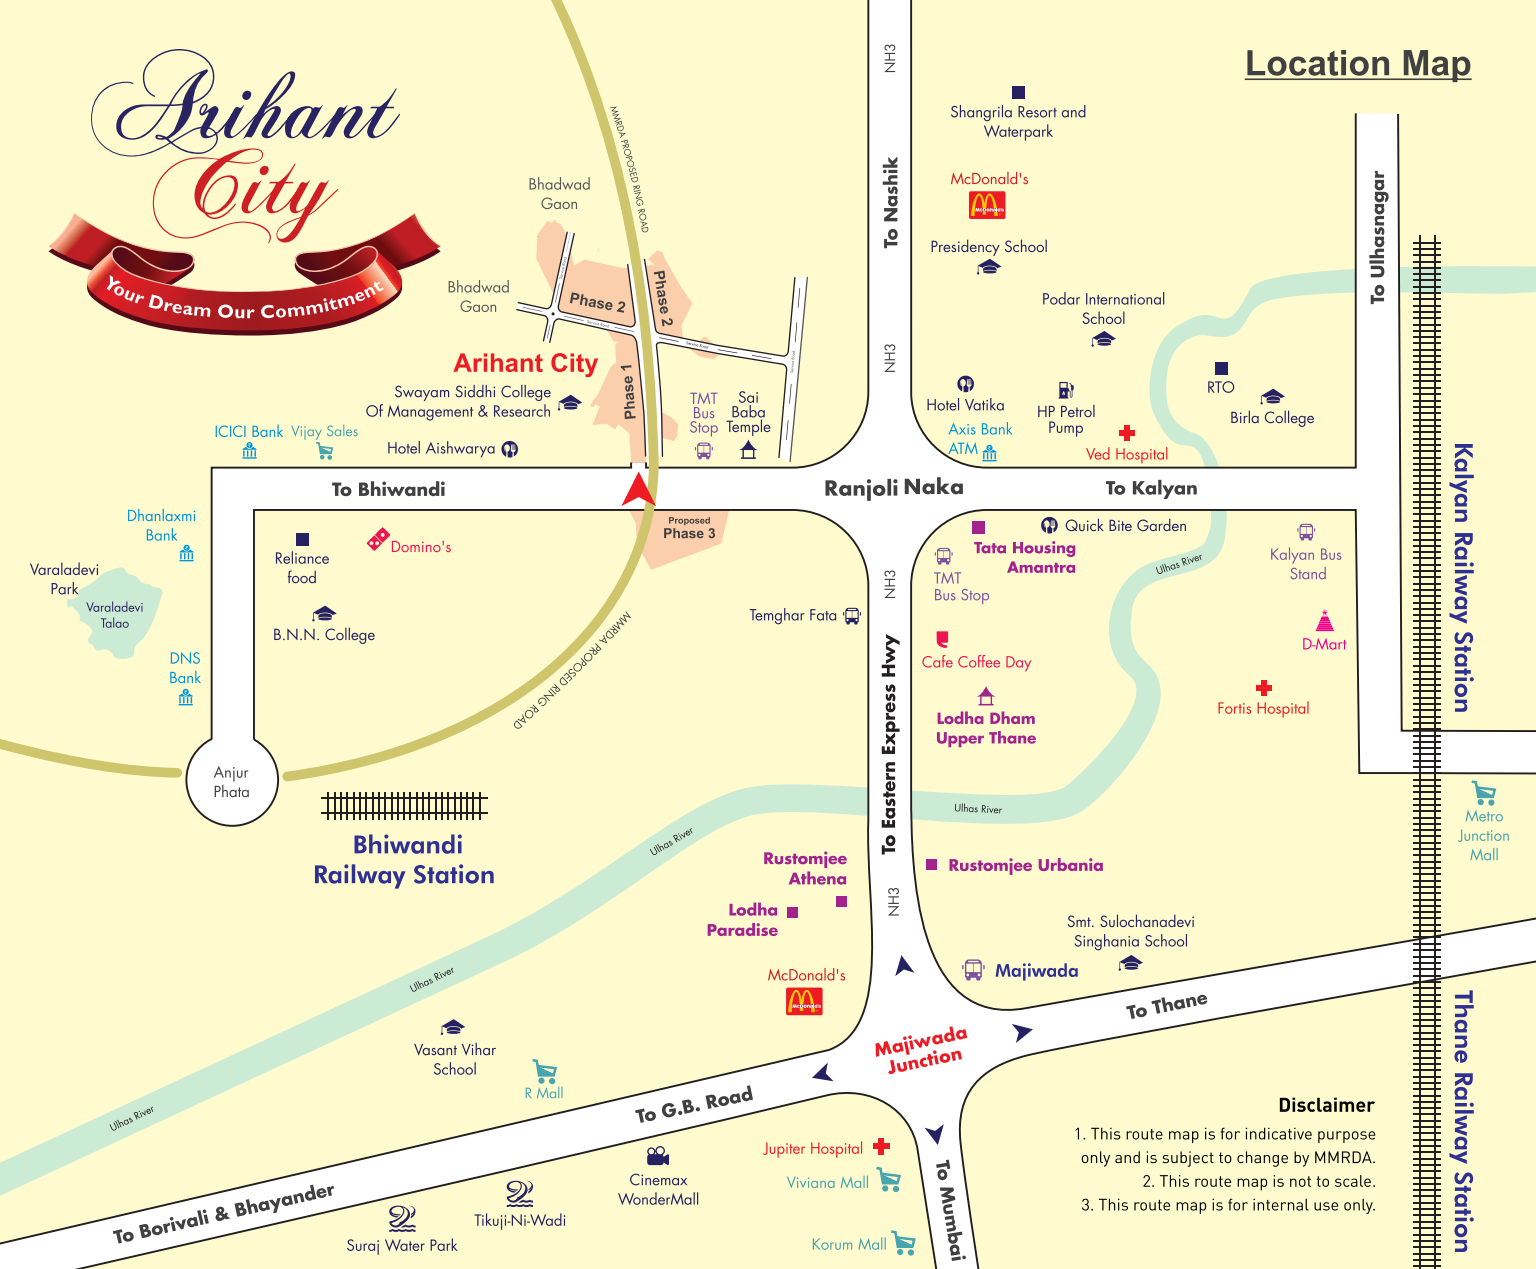 Arihant
City
Your Dream Our Commitment
Location Map
NH3
To Nashik
NH3
MMRDA PROPOSED RING ROAD
Bhadwad
Gaon
Bhadwad
Gaon
Phase 2
Phase 2
Phase 1
Service Road
Service Road
Service Road
Arihant City
Swayam Siddhi College
Of Management & Research
Hotel Aishwarya
ICICI Bank
Vijay Sales
TMT
Bus
Stop
Sai
Baba
Temple
Shangrila Resort and
Waterpark
McDonald's
McDonald's
Presidency School
Podar International
School
Hotel Vatika
HP Petrol
Pump
Axis Bank
ATM
Ved Hospital
RTO
Birla College
To Ulhasnagar
Kalyan Railway Station
To Bhiwandi
Ranjoli Naka
To Kalyan
Dhanlaxmi
Bank
Varaladevi
Park
Varaladevi
Talao
DNS
Bank
Reliance
food
Domino's
B.N.N. College
Proposed
Phase 3
MMRDA PROPOSED RING ROAD
Anjur
Phata
Bhiwandi
Railway Station
Temghar Fata
NH3
To Eastern Express Hwy
NH3
Tata Housing
Amantra
Quick Bite Garden
TMT
Bus Stop
Ulhas River
Kalyan Bus
Stand
D-Mart
Cafe Coffee Day
Lodha Dham
Upper Thane
Fortis Hospital
Ulhas River
Ulhas River
Metro
Junction
Mall
Rustomjee
Athena
Lodha
Paradise
Rustomjee Urbania
Smt. Sulochanadevi
Singhania School
Majiwada
McDonald's
McDonald's
Ulhas River
Vasant Vihar
School
R Mall
Majiwada
Junction
To Thane
To G.B. Road
Ulhas River
To Borivali & Bhayander
Suraj Water Park
Tikuji-Ni-Wadi
Cinemax
WonderMall
Jupiter Hospital
Viviana Mall
Korum Mall
To Mumbai
Thane Railway Station
Disclaimer
1. This route map is for indicative purpose
only and is subject to change by MMRDA.
2. This route map is not to scale.
3. This route map is for internal use only.